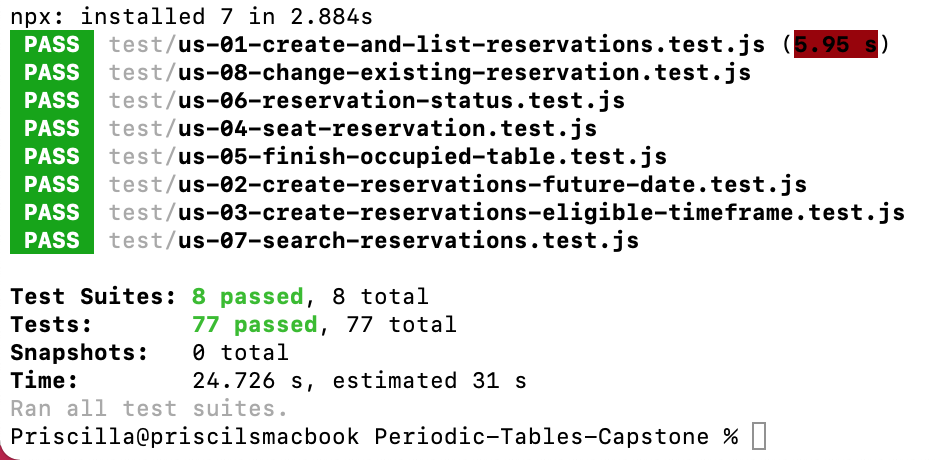 npx: installed 7 in 2.884s
PASS test/us-01-create-and-list-reservations.test.js (5.95 s)
PASS test/us-08-change-existing-reservation.test.js
PASS test/us-06-reservation-status.test.js
PASS test/us-04-seat-reservation.test.js
PASS test/us-05-finish-occupied-table.test.js
PASS test/us-02-create-reservations-future-date.test.js
PASS test/us-03-create-reservations-eligible-timeframe.test.js
PASS test/us-07-search-reservations.test.js
Test Suites: 8 passed, 8 total
Tests: 77 passed, 77 total
Snapshots: 0 total
Time: 24.726 s, estimated 31 s
Ran all test suites.
Priscilla@priscilsmacbook Periodic-Tables-Capstone %